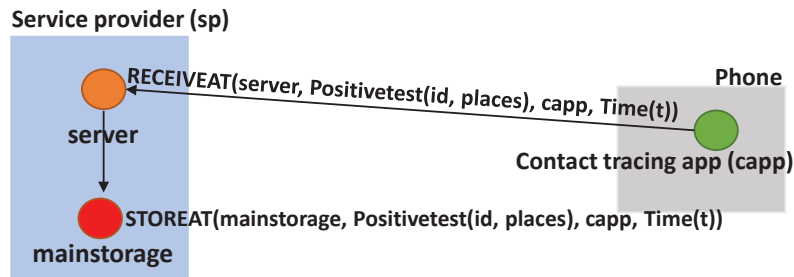 Service provider (sp)
RECEIVEAT(server, Positivetest(id, places), capp, Time(t))
Phone
server
Contact tracing app (capp)
STOREAT(mainstorage, Positivetest(id, places), capp, Time(t))
mainstorage